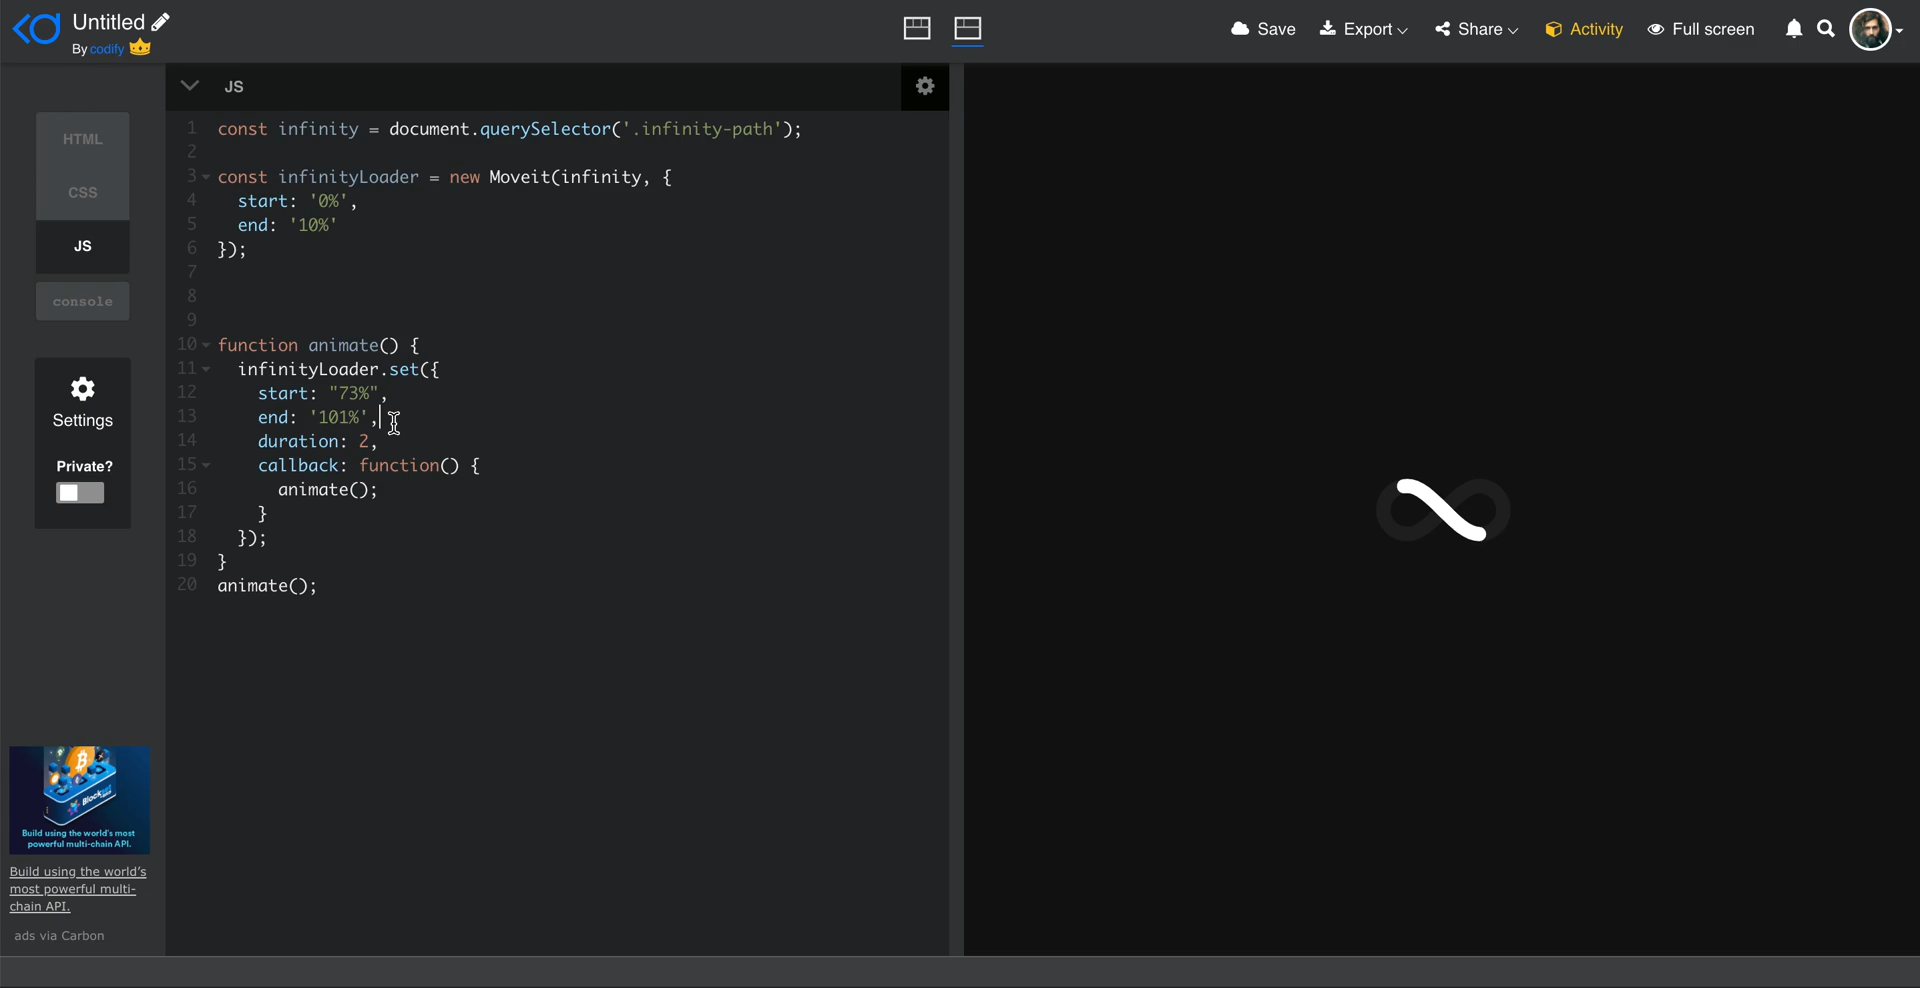 Untitled
By codify
Save
Export
Share
Activity
Full screen
HTML
CSS
JS
console
Settings
Private?
JS
1 const infinity = document.querySelector('.infinity-path');
2
3 const infinityLoader = new Moveit(infinity, {
4 start: '0%',
5 end: '10%'
6 });
7
8
9
10 function animate() {
11 infinityLoader.set({
12 start: "73%",
13 end: '101%',
14 duration: 2,
15 callback: function() {
16 animate();
17 }
18 });
19 }
20 animate();
Build using the world's most
powerful multi-chain API.
Build using the world's
most powerful multi-
chain API.
ads via Carbon